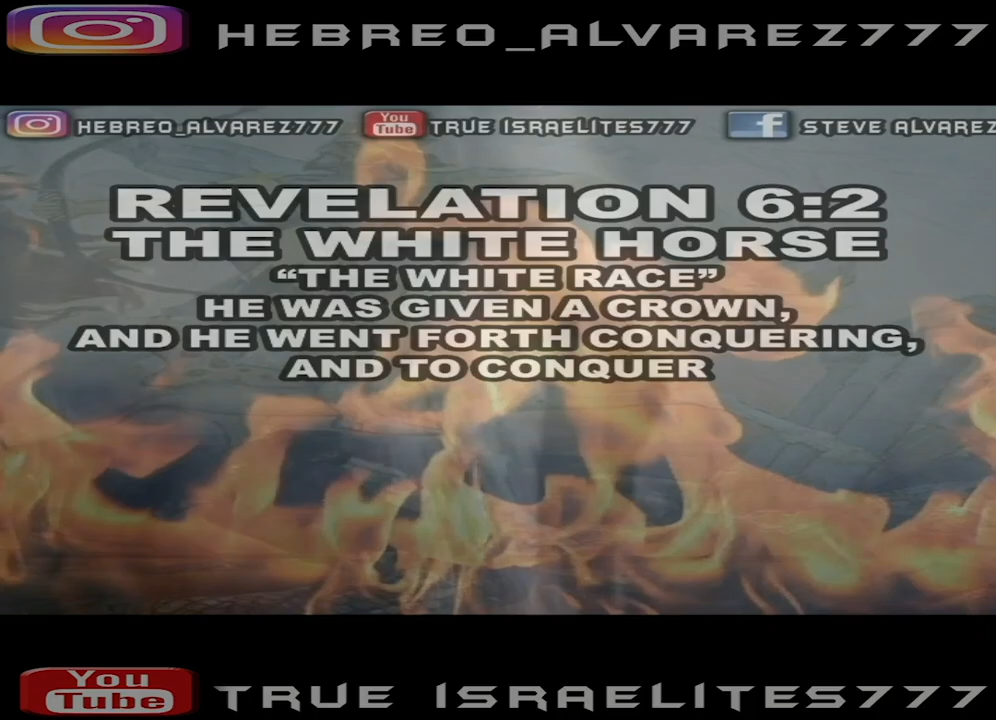 HEBREO_ALVAREZ777
HEBREO_ALVAREZ777 You Tube TRUE ISRAELITES777 f STEVE ALVAREZ
REVELATION 6:2
THE WHITE HORSE
“THE WHITE RACE”
HE WAS GIVEN A CROWN,
AND HE WENT FORTH CONQUERING,
AND TO CONQUER
You Tube TRUE ISRAELITES777